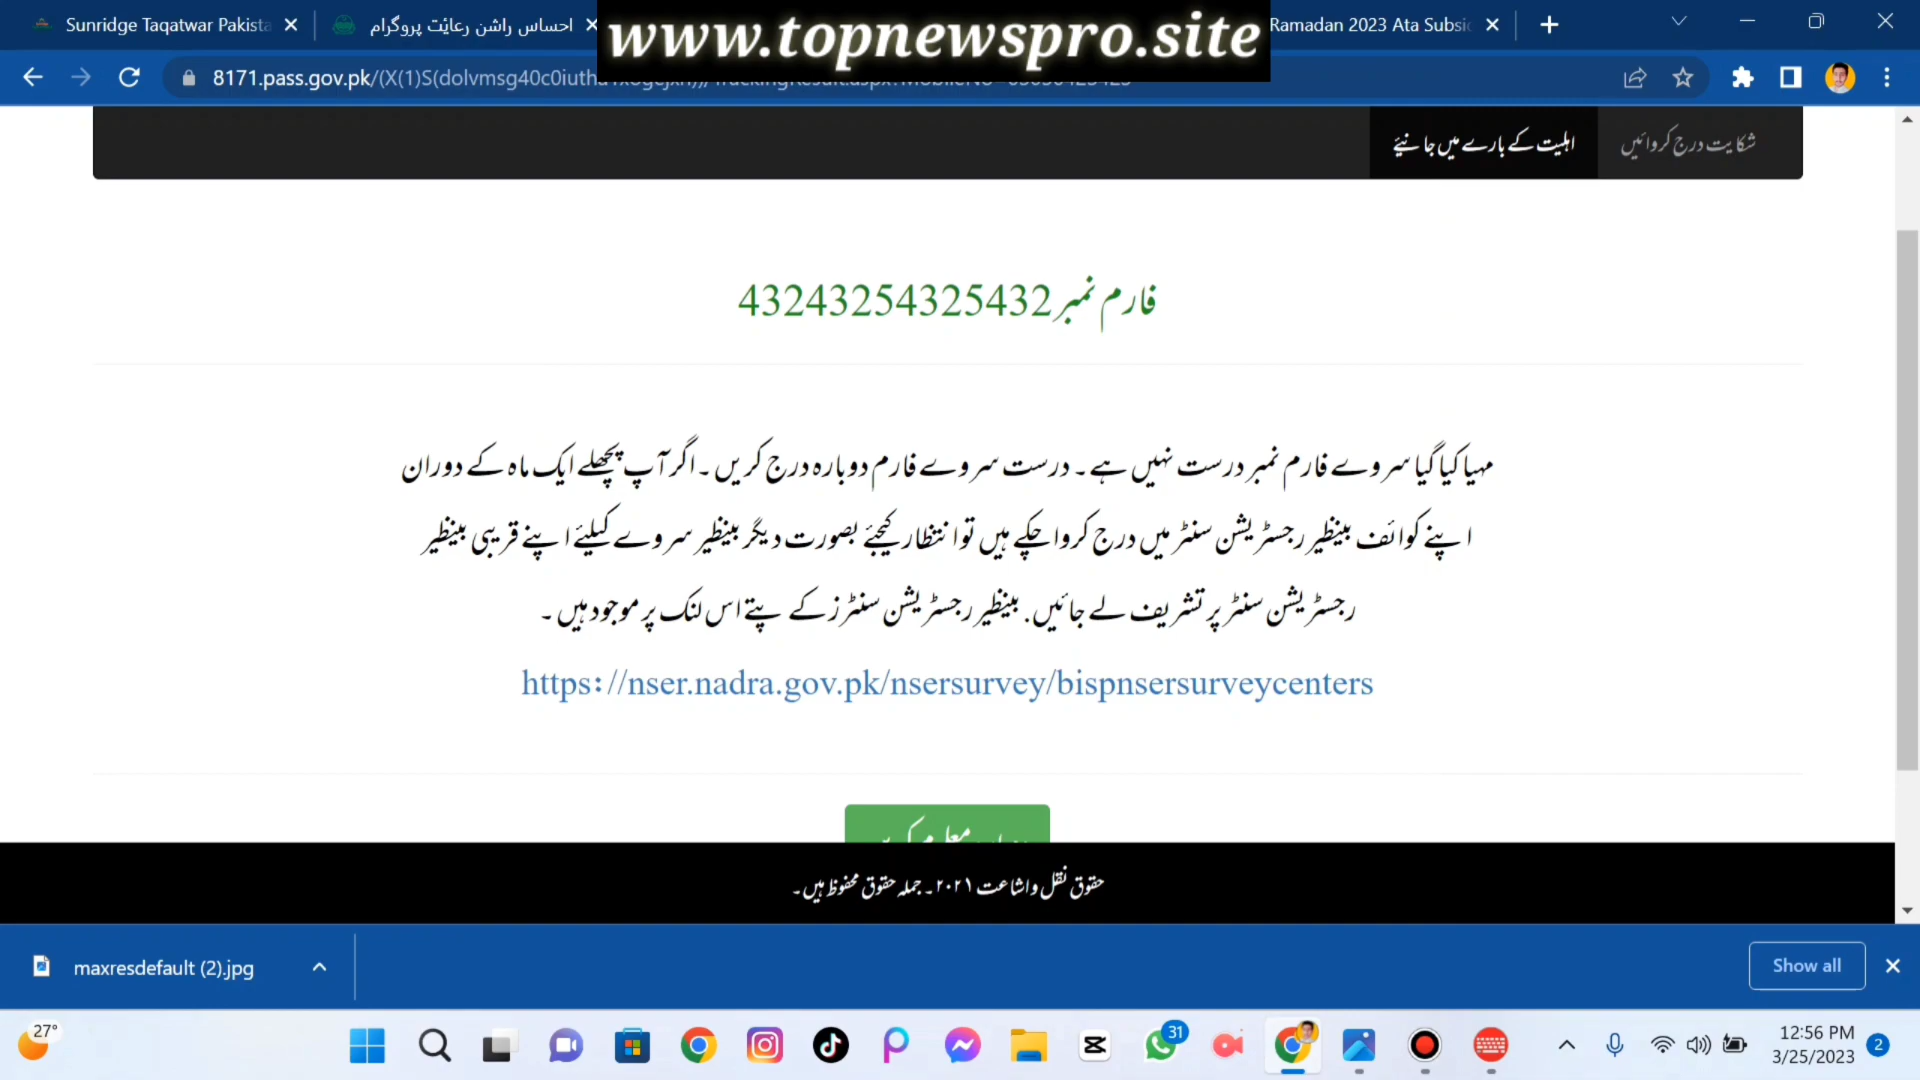 Sunridge Taqatwar Pakista
احساس راشن رعائت پروگرام
www.topnewspro.site
Ramadan 2023 Ata Subsi
8171.pass.gov.pk/(X(1)S(dolvmsg40c0iuth
شکایت درج کروائیں
اہلیت کے بارے میں جانیئے
فارم نمبر 43243254325432
مہیا کیا گیا سروے فارم نمبر درست نہیں ہے۔ درست سروے فارم دوبارہ درج کریں۔ اگر آپ پچھلے ایک ماہ کے دوران
اپنے کوائف بینظیر رجسٹریشن سنٹر میں درج کروا چکے ہیں تو انتظار کیجئے بصورت دیگر بینظیر سروے کیلئے اپنے قریبی بینظیر
رجسٹریشن سنٹر پر تشریف لے جائیں. بینظیر رجسٹریشن سنٹرز کے پتے اس لنک پر موجود ہیں۔
https://nser.nadra.gov.pk/nsersurvey/bispnsersurveycenters
حقوق نقل و اشاعت ۲۰۲۱۔ جملہ حقوق محفوظ ہیں۔
maxresdefault (2).jpg
Show all
27°
31
12:56 PM
3/25/2023
2